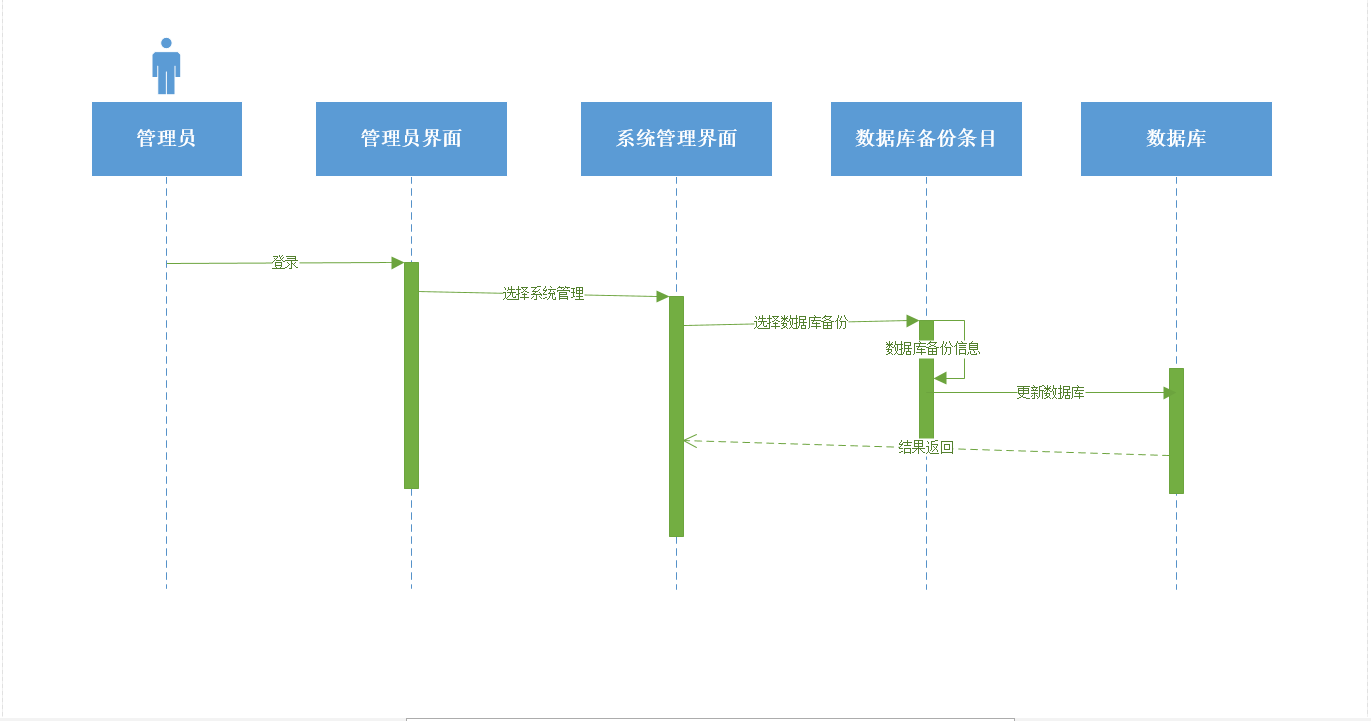 管理员
管理员界面
系统管理界面
数据库备份条目
数据库
登录
选择系统管理
选择数据库备份
数据库备份信息
更新数据库
结果返回